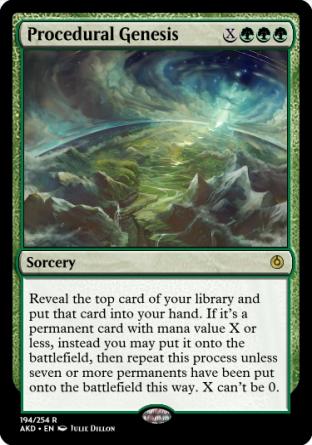 Procedural Genesis X
Sorcery
Reveal the top card of your library and
put that card into your hand. If it's a
permanent card with mana value X or
less, instead you may put it onto the
battlefield, then repeat this process unless
seven or more permanents have been put
onto the battlefield this way. X can't be 0.
194/254 R
AKD • EN Julie Dillon